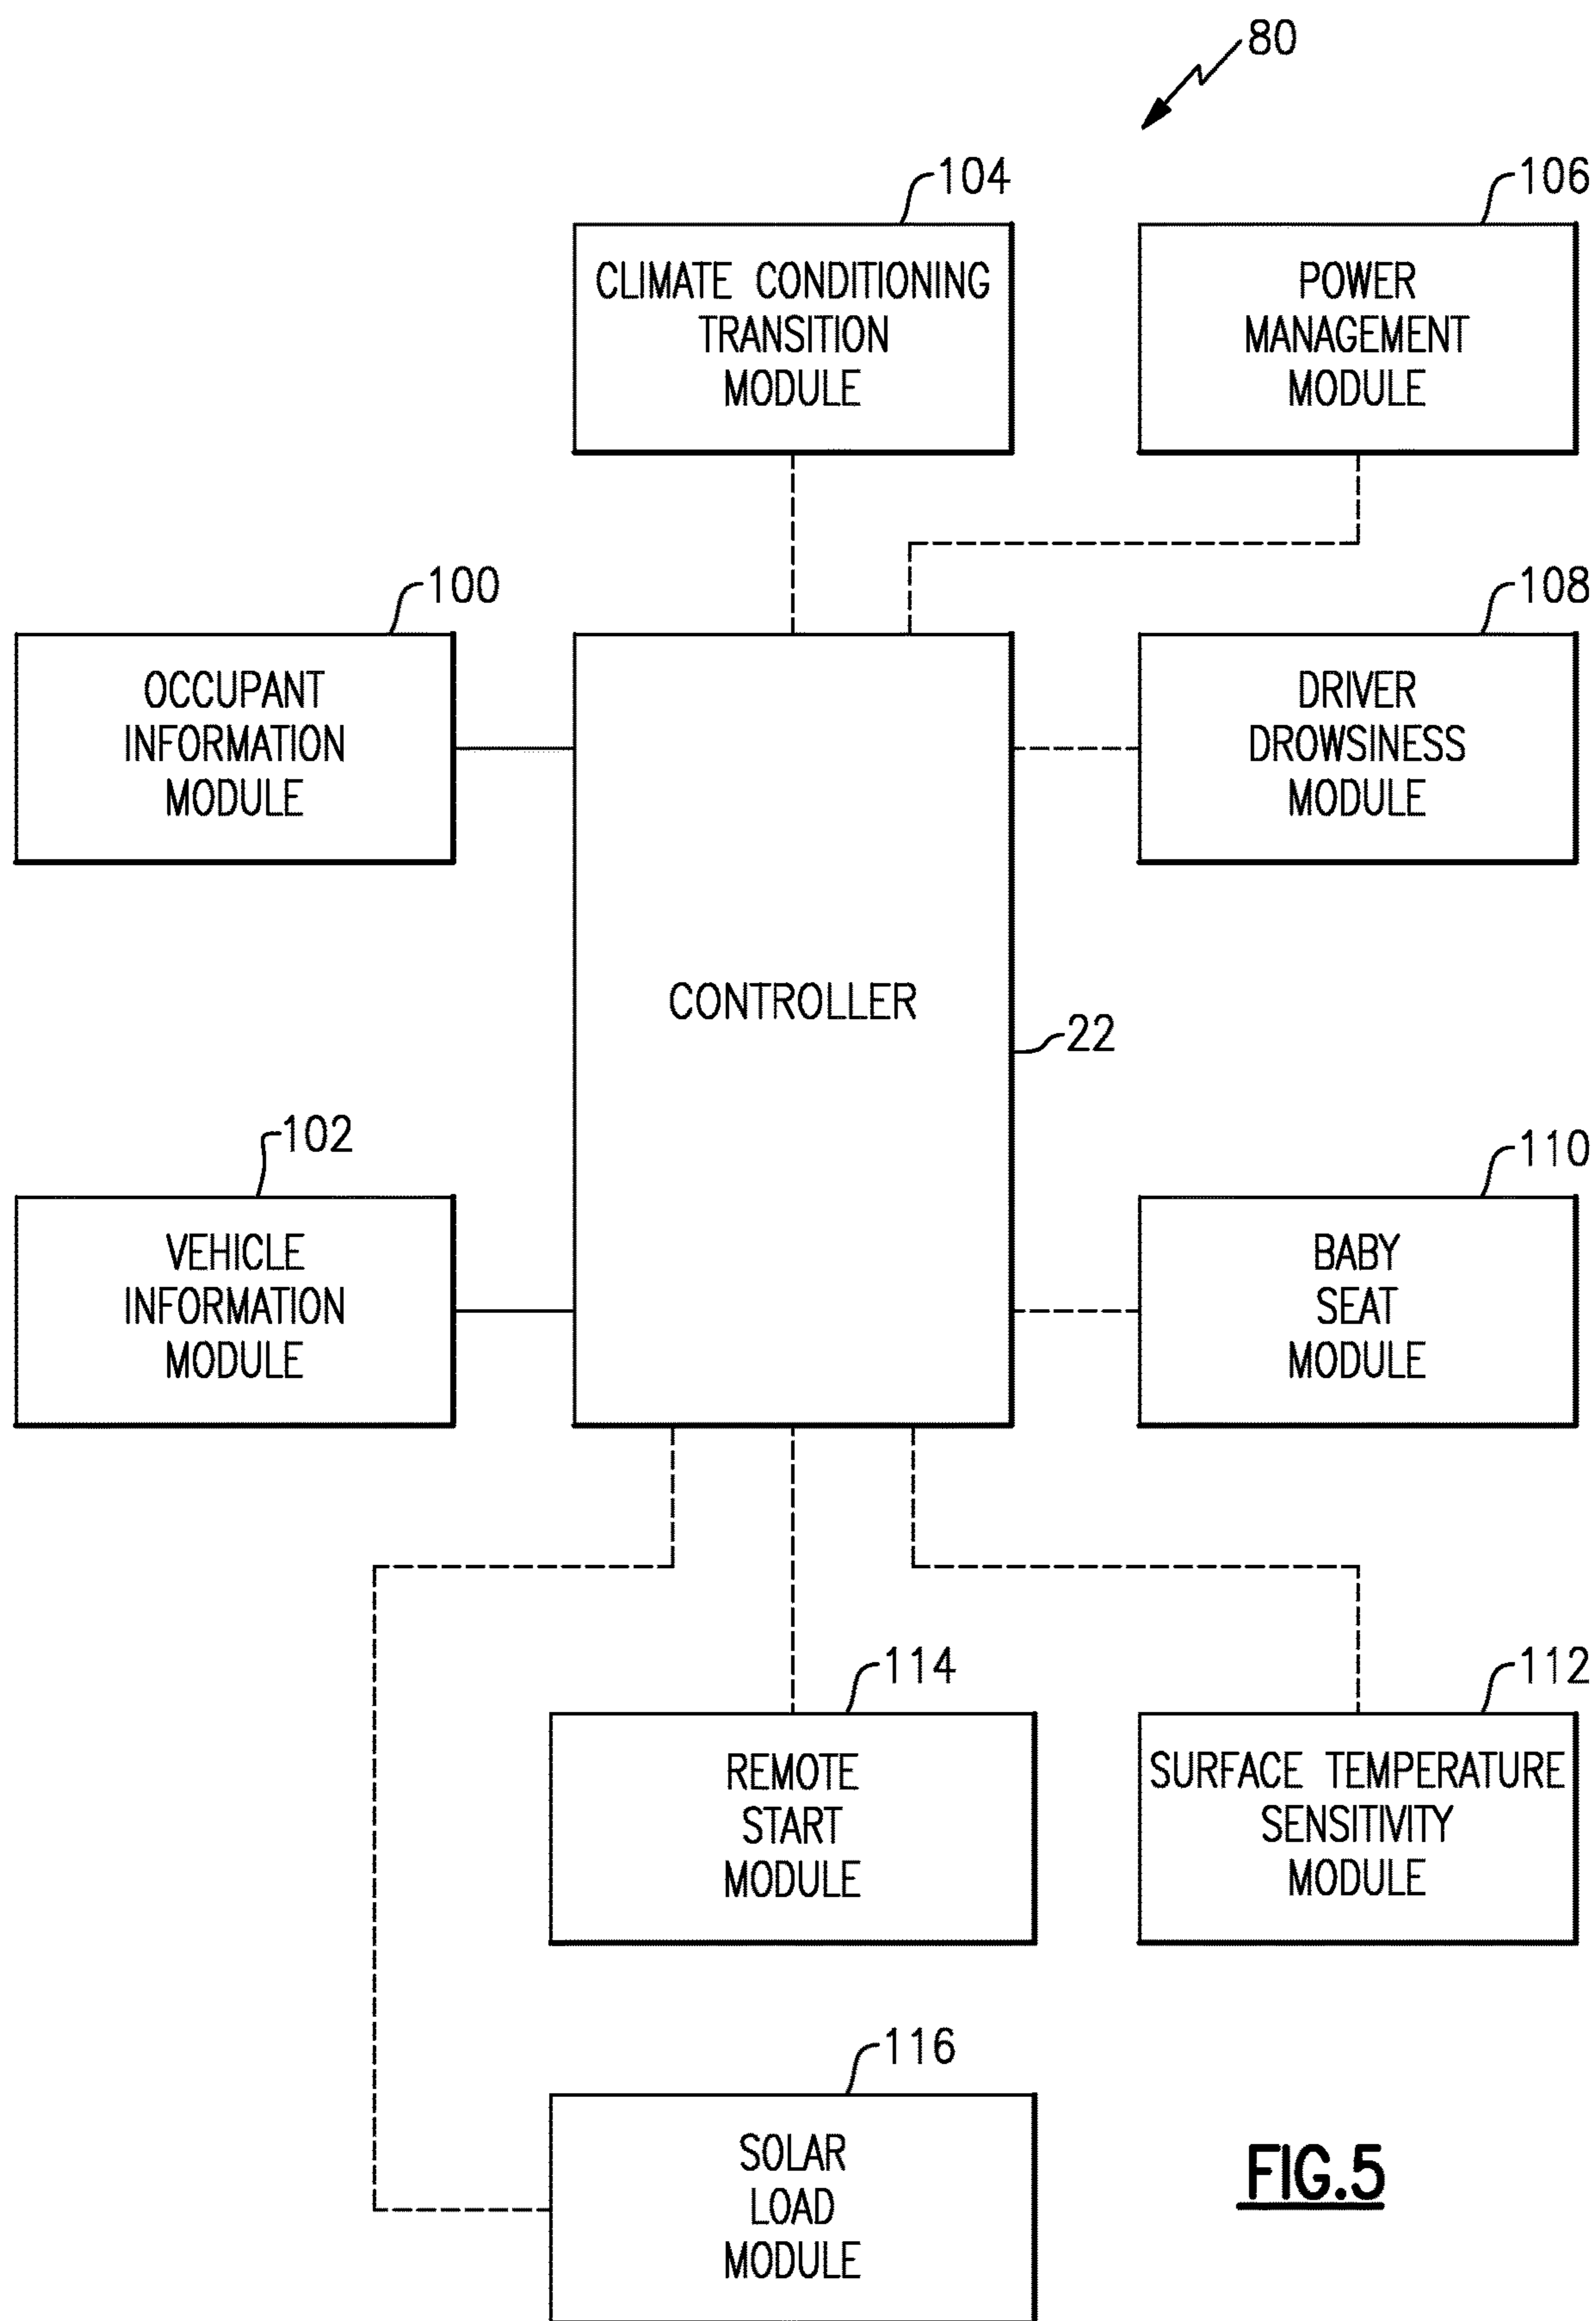 80
104
CLIMATE CONDITIONING
TRANSITION
MODULE
106
POWER
MANAGEMENT
MODULE
100
OCCUPANT
INFORMATION
MODULE
108
DRIVER
DROWSINESS
MODULE
CONTROLLER
22
102
VEHICLE
INFORMATION
MODULE
110
BABY
SEAT
MODULE
114
REMOTE
START
MODULE
112
SURFACE TEMPERATURE
SENSITIVITY
MODULE
116
SOLAR
LOAD
MODULE
FIG.5